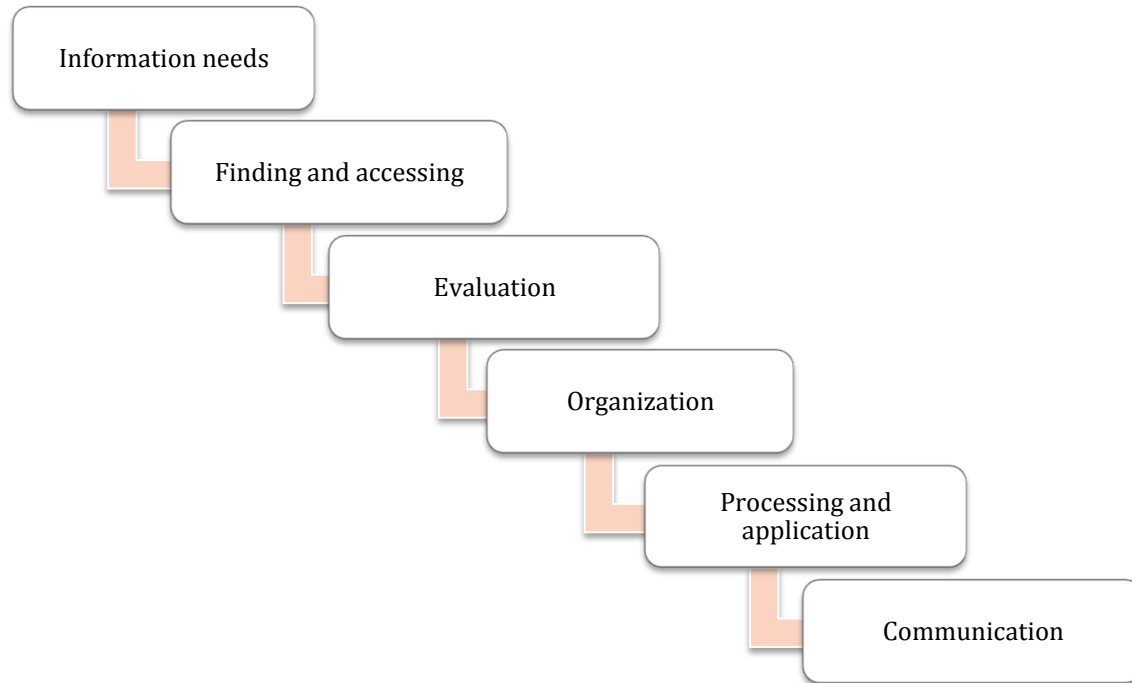 Information needs
Finding and accessing
Evaluation
Organization
Processing and
application
Communication